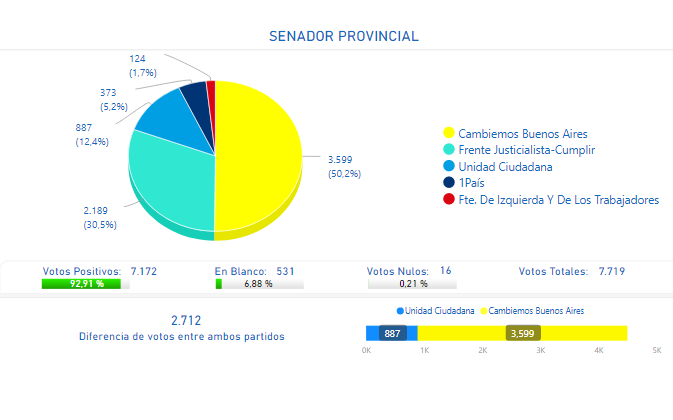 SENADOR PROVINCIAL
124
(1,7%)
373
(5,2%)
887
(12,4%)
2.189
(30,5%)
3.599
(50,2%)
Cambiemos Buenos Aires
Frente Justicialista-Cumplir
Unidad Ciudadana
1País
Fte. De Izquierda Y De Los Trabajadores
Votos Positivos: 7.172
92,91 %
En Blanco: 531
6,88 %
Votos Nulos: 16
0,21 %
Votos Totales: 7.719
2.712
Diferencia de votos entre ambos partidos
Unidad Ciudadana Cambiemos Buenos Aires
887 3,599
0K 1K 2K 3K 4K 5K